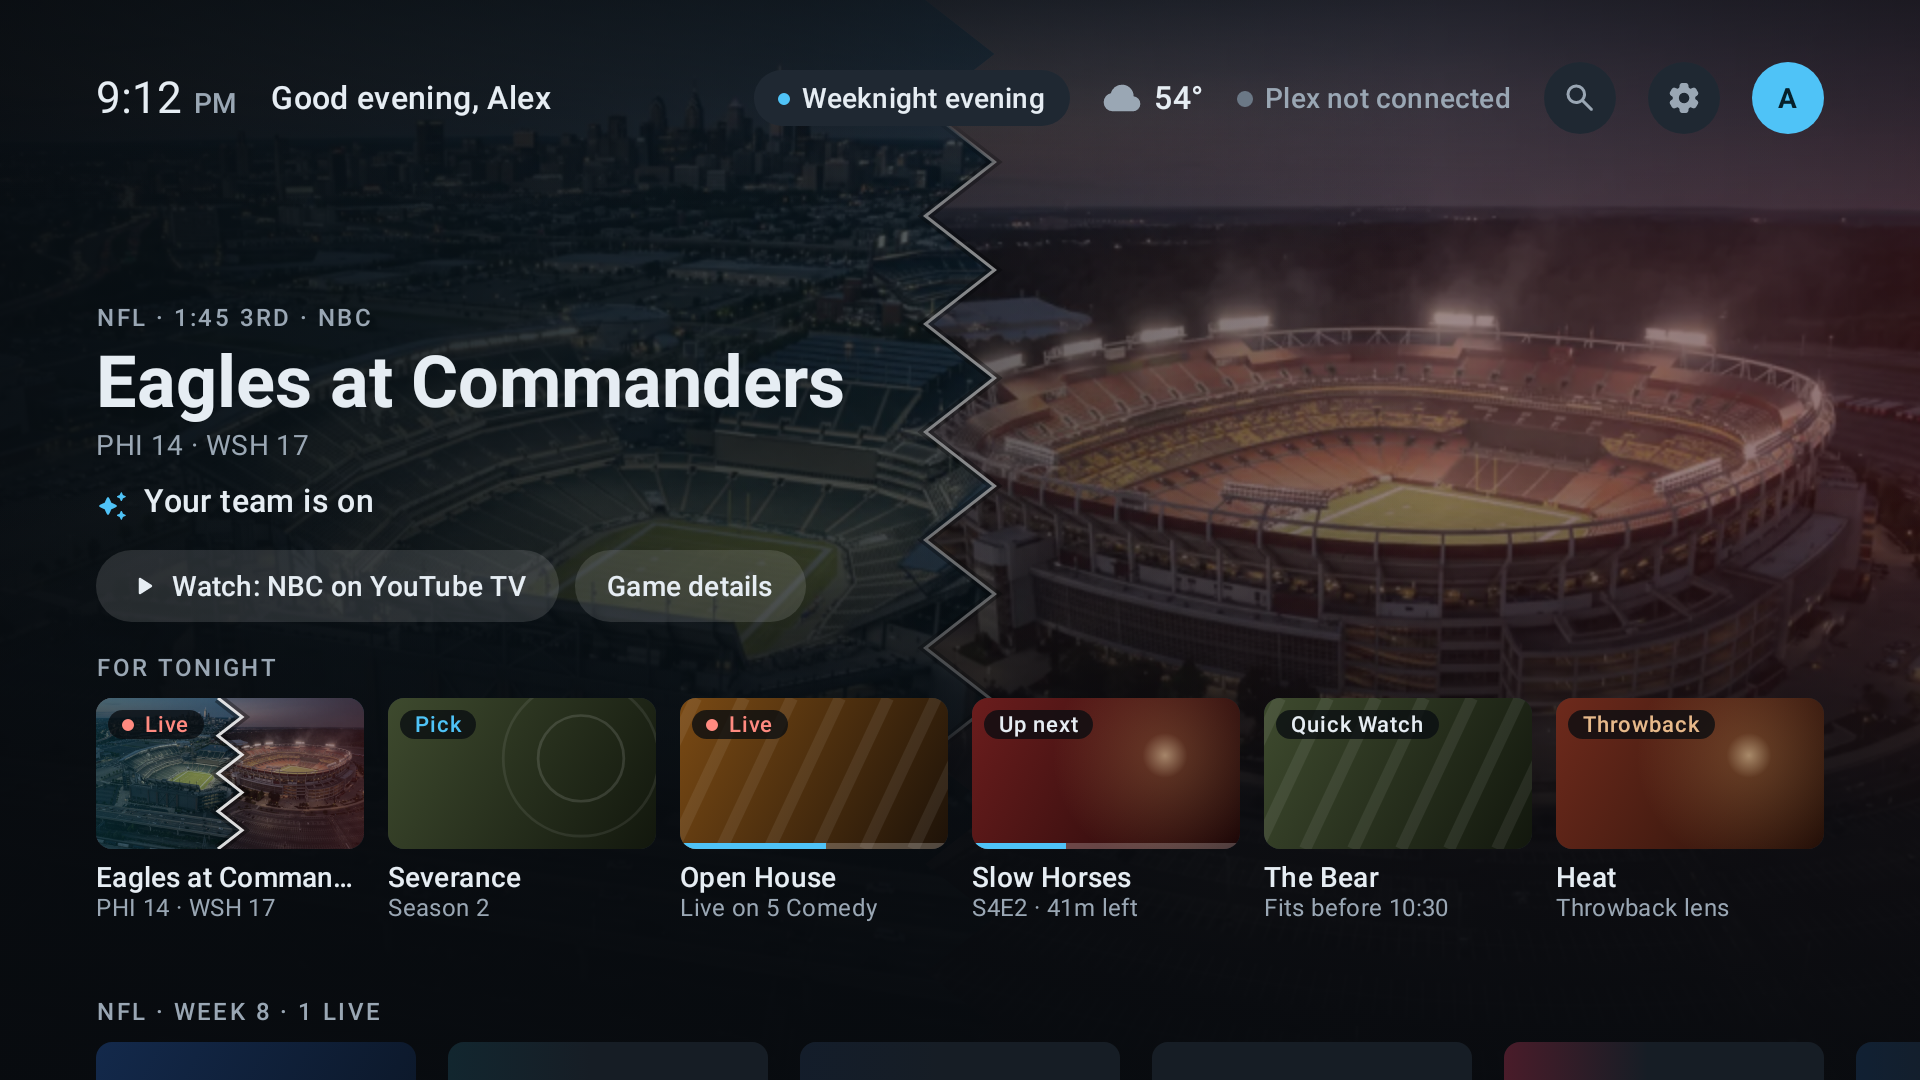 9:12 PM Good evening, Alex Weeknight evening 54° Plex not connected A
NFL · 1:45 3RD · NBC
Eagles at Commanders
PHI 14 · WSH 17
Your team is on
Watch: NBC on YouTube TV Game details
FOR TONIGHT
Live Pick Live Up next Quick Watch Throwback
Eagles at Comman... Severance Open House Slow Horses The Bear Heat
PHI 14 · WSH 17 Season 2 Live on 5 Comedy S4E2 · 41m left Fits before 10:30 Throwback lens
NFL · WEEK 8 · 1 LIVE